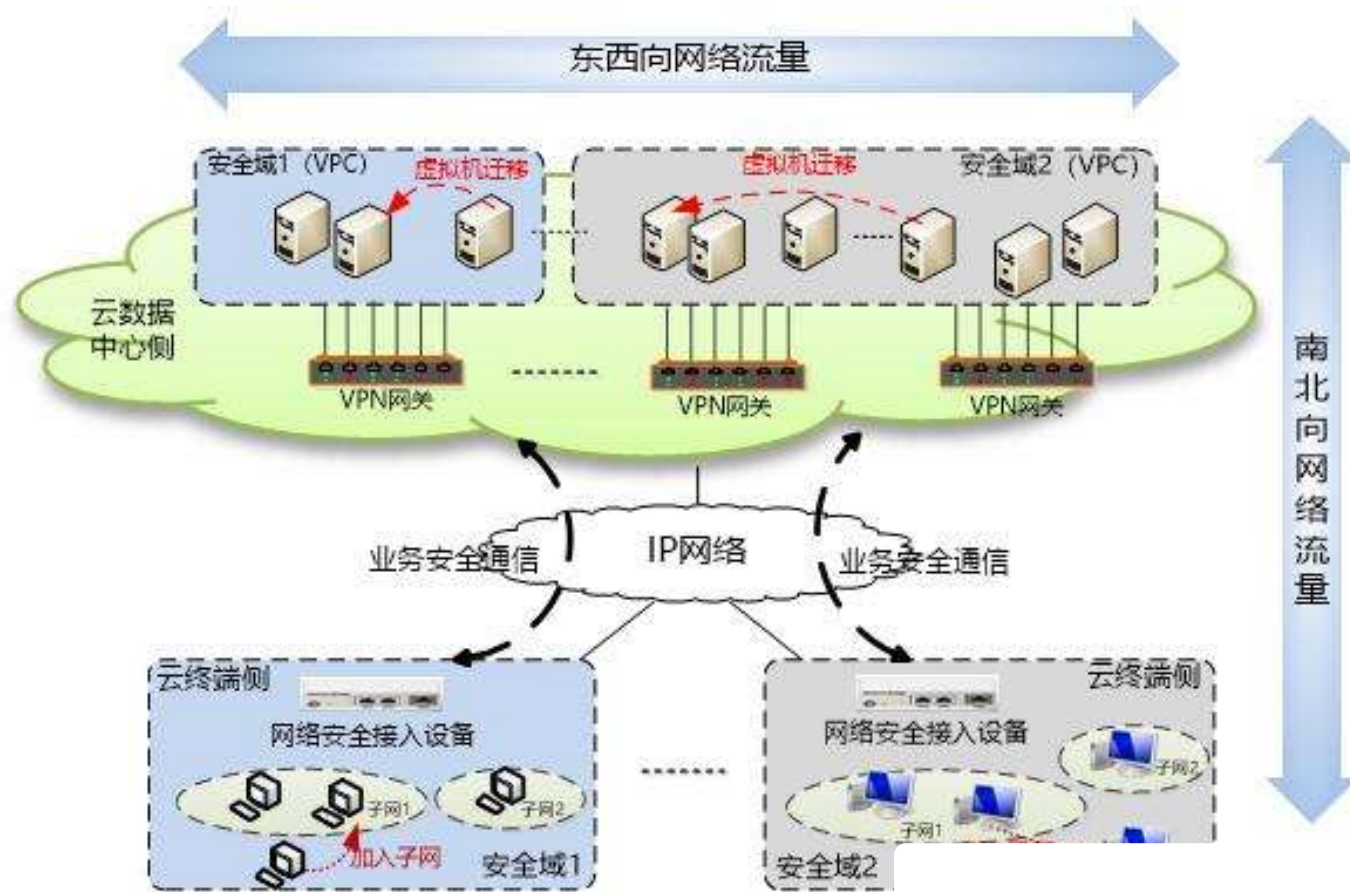 东西向网络流量
安全域1（VPC）
虚拟机迁移
虚拟机迁移
安全域2（VPC）
云数据
中心侧
VPN网关
VPN网关
VPN网关
南北向网络流量
业务安全通信
IP网络
业务安全通信
云终端侧
网络安全接入设备
子网1
子网2
加入子网
安全域1
云终端侧
网络安全接入设备
子网2
子网1
安全域2